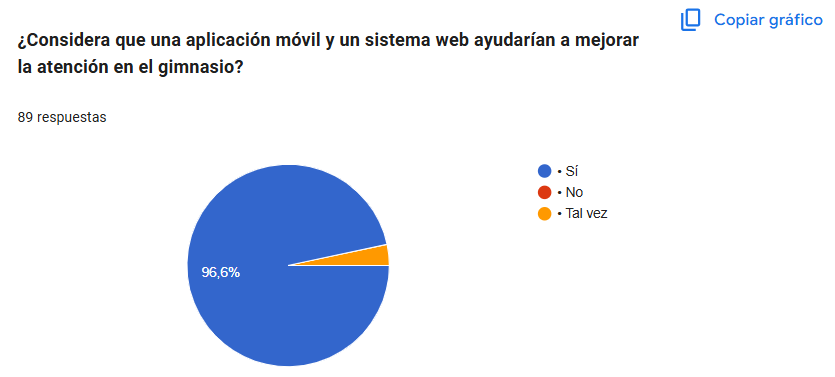 Copiar gráfico
¿Considera que una aplicación móvil y un sistema web ayudarían a mejorar
la atención en el gimnasio?
89 respuestas
• Sí
• No
• Tal vez
96,6%